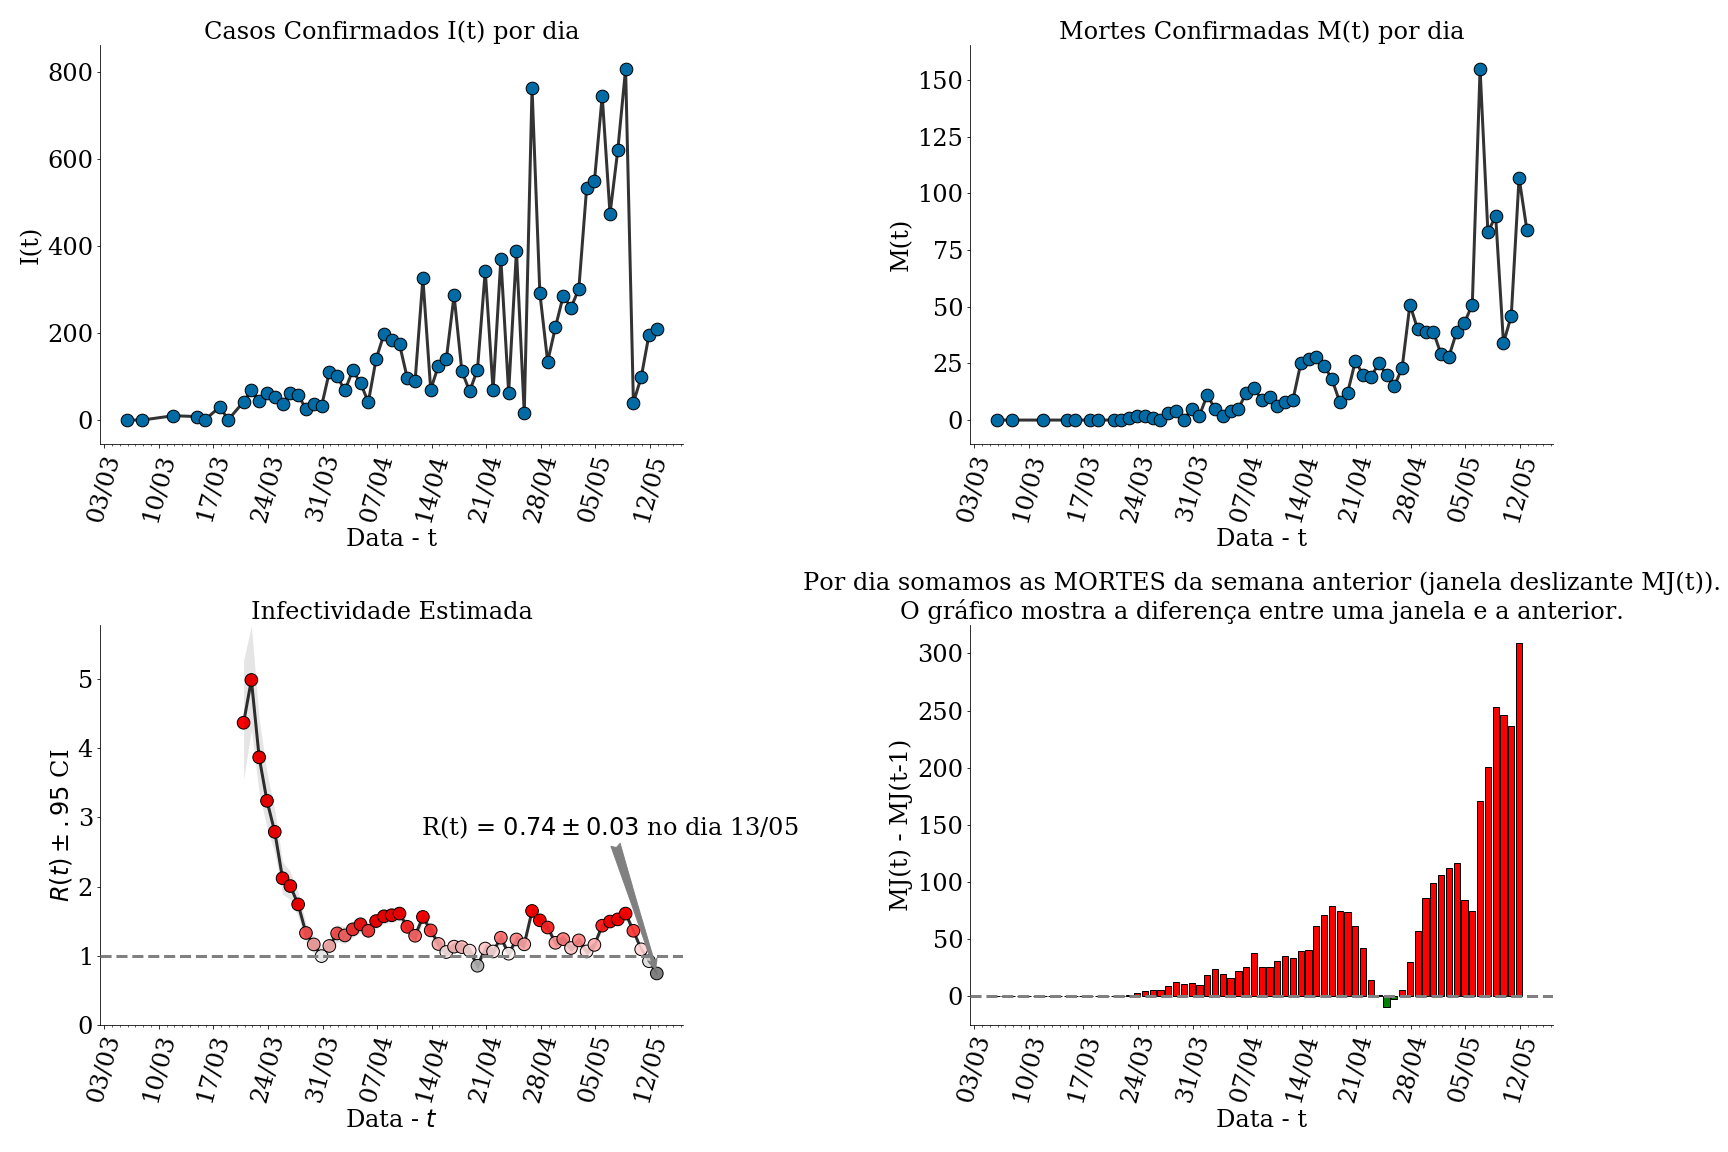 Casos Confirmados I(t) por dia
800
600
400
200
0
I(t)
03/03 10/03 17/03 24/03 31/03 07/04 14/04 21/04 28/04 05/05 12/05
Data - t
Mortes Confirmadas M(t) por dia
150
125
100
75
50
25
0
M(t)
03/03 10/03 17/03 24/03 31/03 07/04 14/04 21/04 28/04 05/05 12/05
Data - t
Infectividade Estimada
5
4
3
2
1
0
R(t) ± .95 CI
R(t) = 0.74 ± 0.03 no dia 13/05
03/03 10/03 17/03 24/03 31/03 07/04 14/04 21/04 28/04 05/05 12/05
Data - t
Por dia somamos as MORTES da semana anterior (janela deslizante MJ(t)).
O gráfico mostra a diferença entre uma janela e a anterior.
300
250
200
150
100
50
0
MJ(t) - MJ(t-1)
03/03 10/03 17/03 24/03 31/03 07/04 14/04 21/04 28/04 05/05 12/05
Data - t